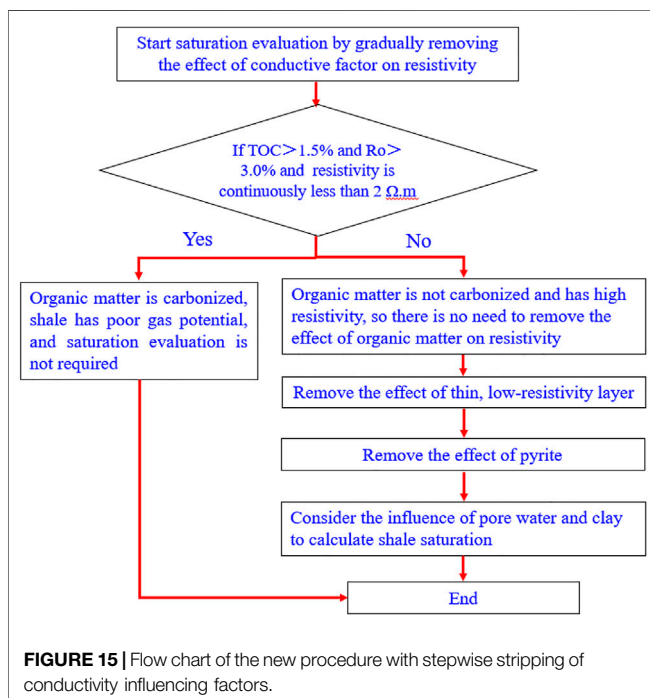 Start saturation evaluation by gradually removing
the effect of conductive factor on resistivity
If TOC＞1.5% and Ro＞
3.0% and resistivity is
continuously less than 2 Ω.m
Yes
No
Organic matter is carbonized,
shale has poor gas potential,
and saturation evaluation is
not required
Organic matter is not carbonized and has high
resistivity, so there is no need to remove the
effect of organic matter on resistivity
Remove the effect of thin, low-resistivity layer
Remove the effect of pyrite
Consider the influence of pore water and clay
to calculate shale saturation
End
FIGURE 15 | Flow chart of the new procedure with stepwise stripping of
conductivity influencing factors.